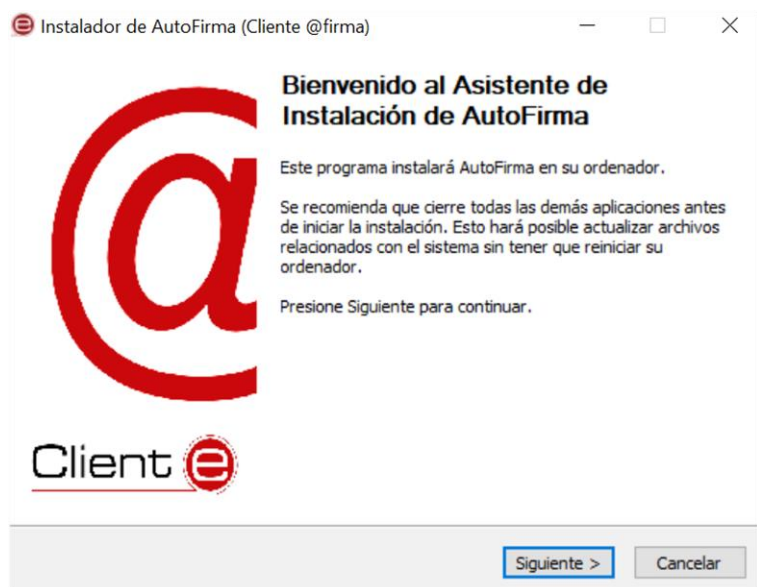 Instalador de AutoFirma (Cliente @firma)
Bienvenido al Asistente de
Instalación de AutoFirma
Este programa instalará AutoFirma en su ordenador.
Se recomienda que cierre todas las demás aplicaciones antes
de iniciar la instalación. Esto hará posible actualizar archivos
relacionados con el sistema sin tener que reiniciar su
ordenador.
Presione Siguiente para continuar.
@
Client e
Siguiente >
Cancelar